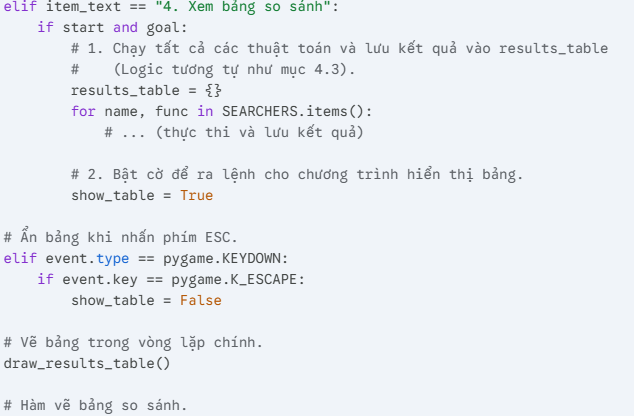 elif item_text == "4. Xem bảng so sánh":
    if start and goal:
        # 1. Chạy tất cả các thuật toán và lưu kết quả vào results_table
        #    (Logic tương tự như mục 4.3).
        results_table = {}
        for name, func in SEARCHERS.items():
            # ... (thực thi và lưu kết quả)

        # 2. Bật cờ để ra lệnh cho chương trình hiển thị bảng.
        show_table = True

# Ẩn bảng khi nhấn phím ESC.
elif event.type == pygame.KEYDOWN:
    if event.key == pygame.K_ESCAPE:
        show_table = False

# Vẽ bảng trong vòng lặp chính.
draw_results_table()

# Hàm vẽ bảng so sánh.